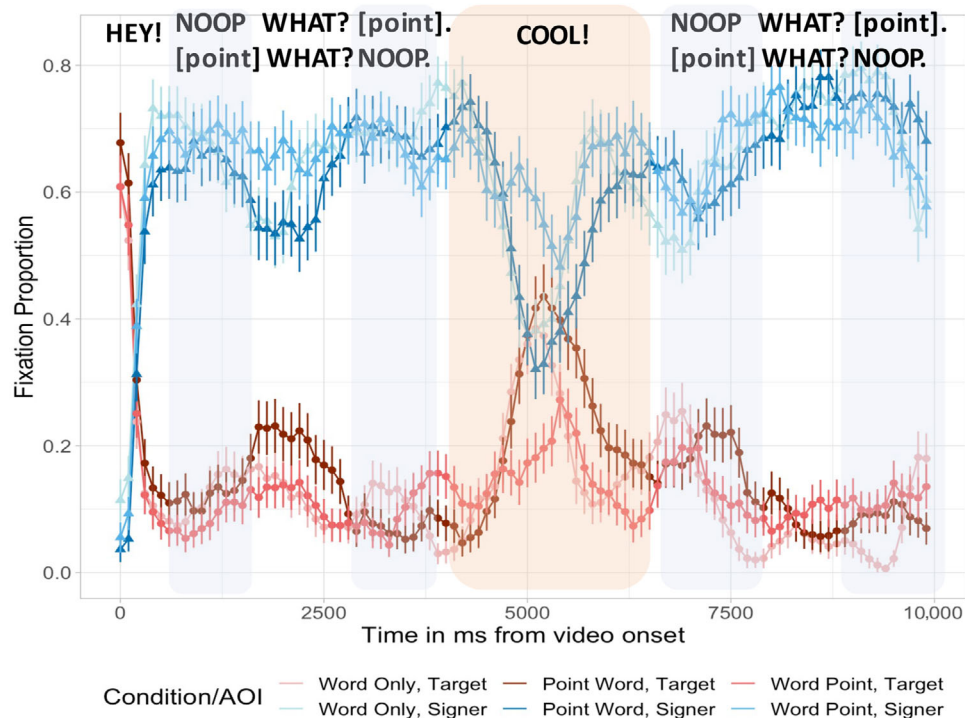 HEY!
NOOP WHAT? [point].
[point] WHAT? NOOP.
COOL!
NOOP WHAT? [point].
[point] WHAT? NOOP.
0.8
0.6
0.4
0.2
0.0
Fixation Proportion
0 2500 5000 7500 10,000
Time in ms from video onset
Condition/AOI
Word Only, Target Point Word, Target Word Point, Target
Word Only, Signer Point Word, Signer Word Point, Signer